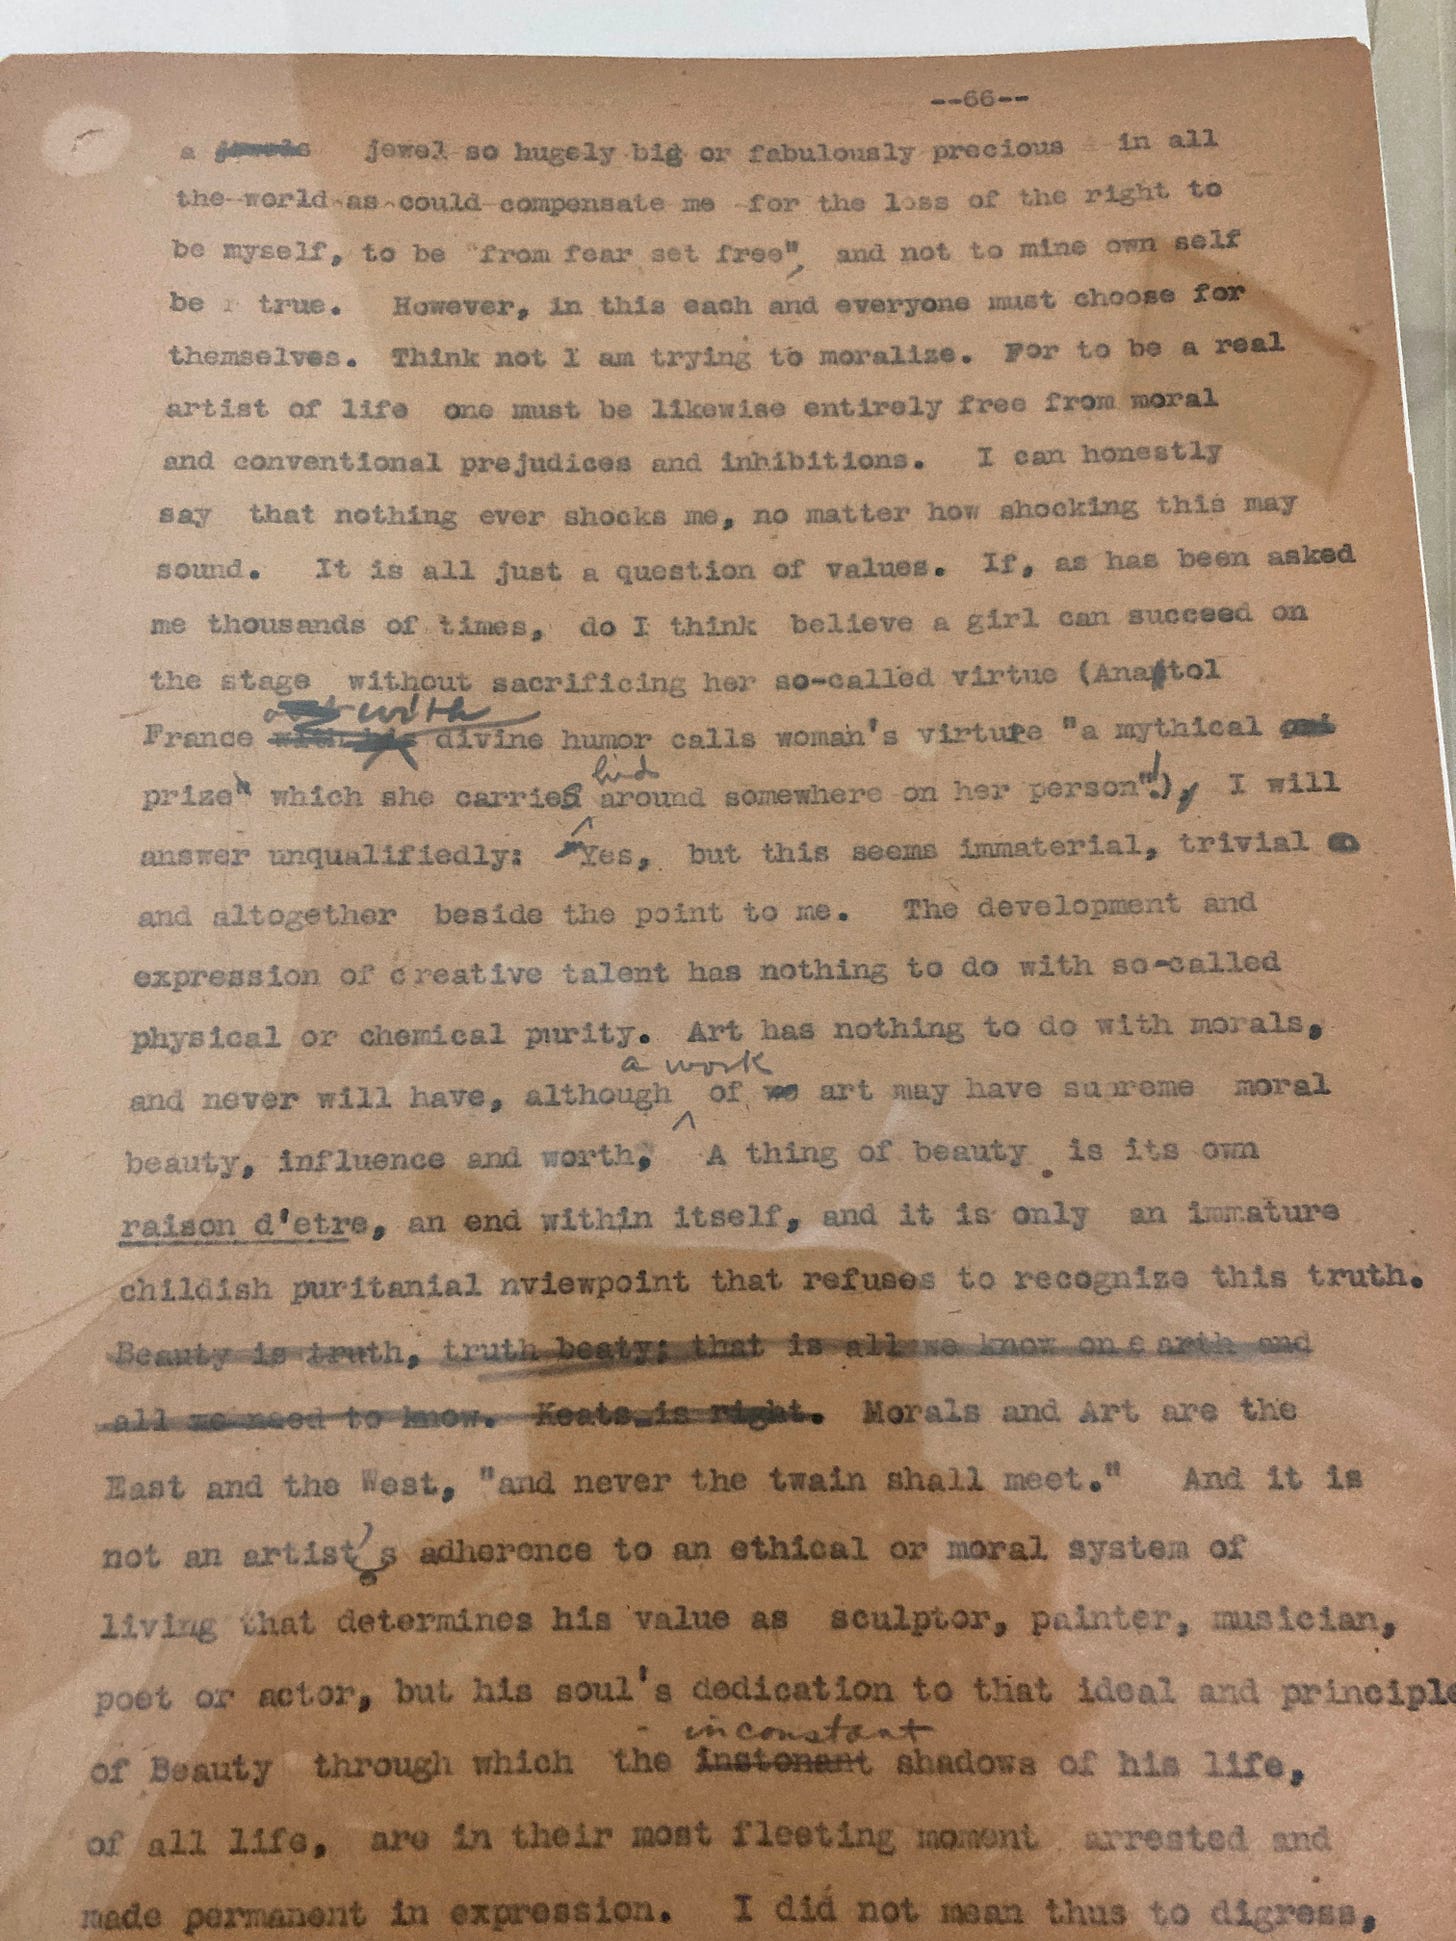 --66--
a jewels jewel so hugely big or fabulously precious in all
the world as could compensate me for the loss of the right to
be myself, to be "from fear set free", and not to mine own self
be true. However, in this each and everyone must choose for
themselves. Think not I am trying to moralize. For to be a real
artist of life one must be likewise entirely free from moral
and conventional prejudices and inhibitions. I can honestly
say that nothing ever shocks me, no matter how shocking this may
sound. It is all just a question of values. If, as has been asked
me thousands of times, do I think believe a girl can succeed on
the stage without sacrificing her so-called virtue (Anatol
with
France with his divine humor calls woman's virture "a mythical
hid
prize" which she carries around somewhere on her person"!), I will
answer unqualifiedly: Yes, but this seems immaterial, trivial
and altogether beside the point to me. The development and
expression of creative talent has nothing to do with so-called
physical or chemical purity. Art has nothing to do with morals,
a work
and never will have, although of wo art may have supreme moral
beauty, influence and worth, A thing of beauty . is its own
raison d'etre, an end within itself, and it is only an immature
childish puritanial nviewpoint that refuses to recognize this truth.
Beauty is truth, truth beaty; that is all we know on earth and
all we need to know. Keats is right. Morals and Art are the
East and the West, "and never the twain shall meet." And it is
not an artist's adherence to an ethical or moral system of
living that determines his value as sculptor, painter, musician,
poet or actor, but his soul's dedication to that ideal and principle
inconstant
of Beauty through which the instonant shadows of his life,
of all life, are in their most fleeting moment arrested and
made permanent in expression. I did not mean thus to digress,